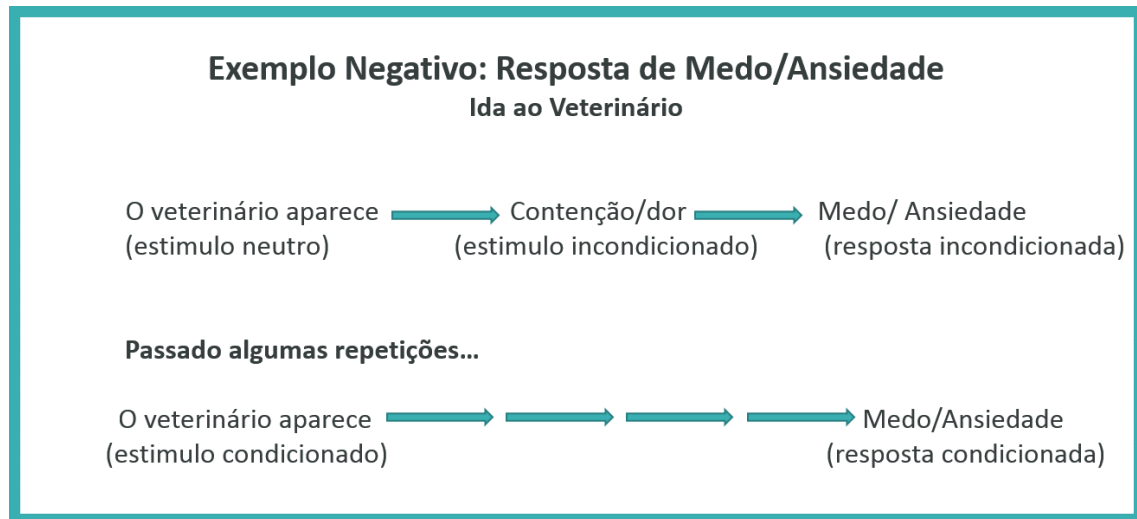 Exemplo Negativo: Resposta de Medo/Ansiedade
Ida ao Veterinário
O veterinário aparece Contenção/dor Medo/ Ansiedade
(estimulo neutro) (estimulo incondicionado) (resposta incondicionada)
Passado algumas repetições...
O veterinário aparece Medo/Ansiedade
(estimulo condicionado) (resposta condicionada)